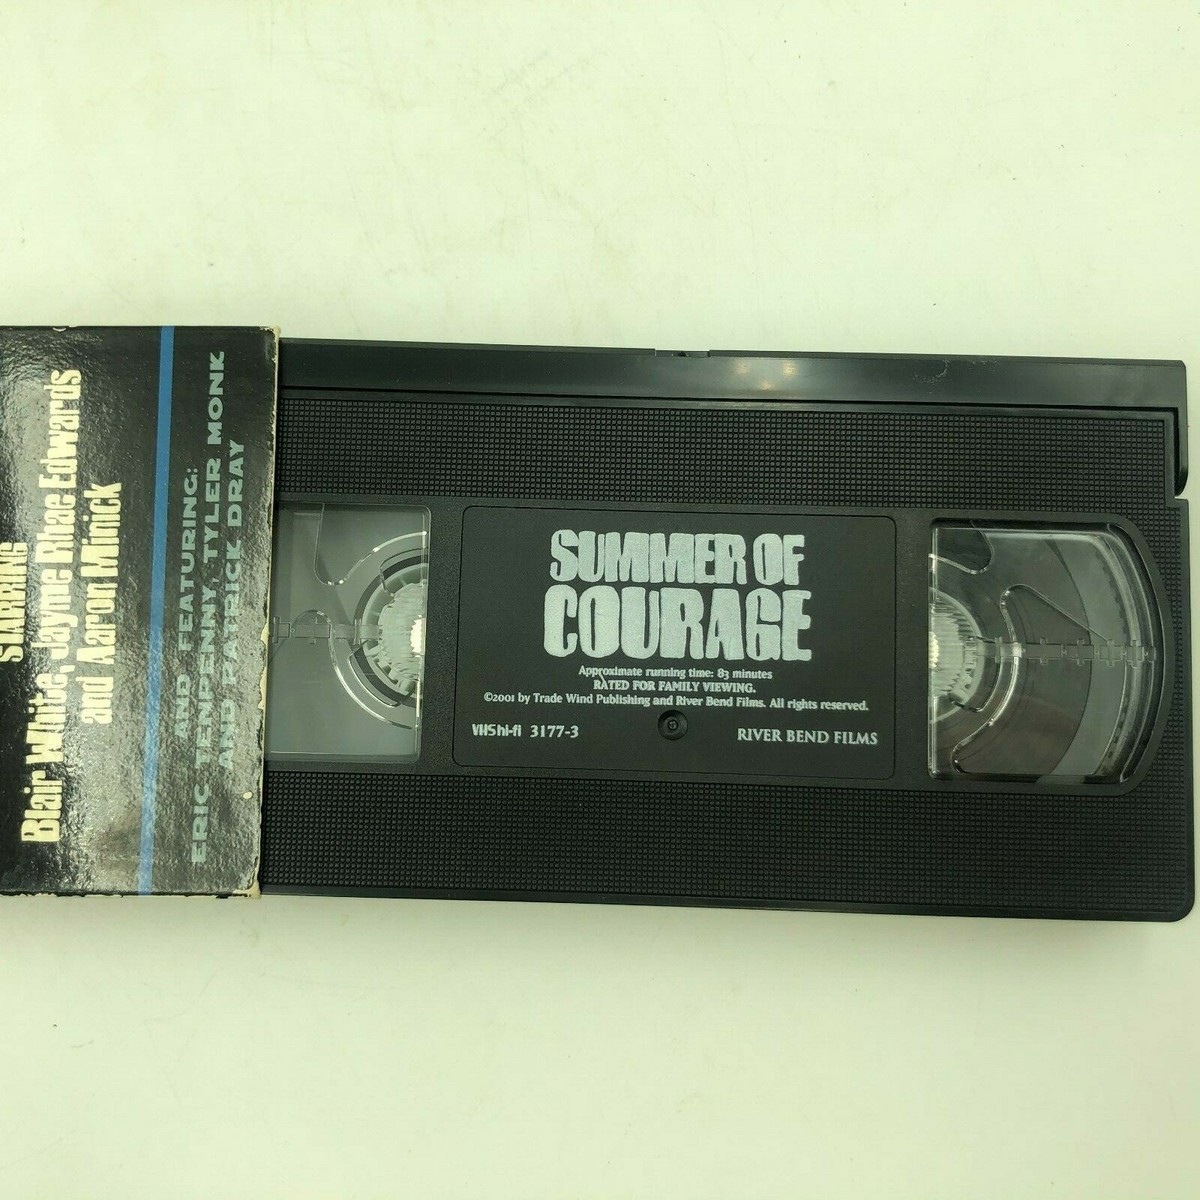 STARRING
Blair White, Jayne Rhae Edwards
and Aaron Minick
AND FEATURING:
ERIC TENPENNY, TYLER MONK
AND PATRICK DRAY
SUMMER OF
COURAGE
Approximate running time: 83 minutes
RATED FOR FAMILY VIEWING.
©2001 by Trade Wind Publishing and River Bend Films. All rights reserved.
VHS hi-fi 3177-3
RIVER BEND FILMS